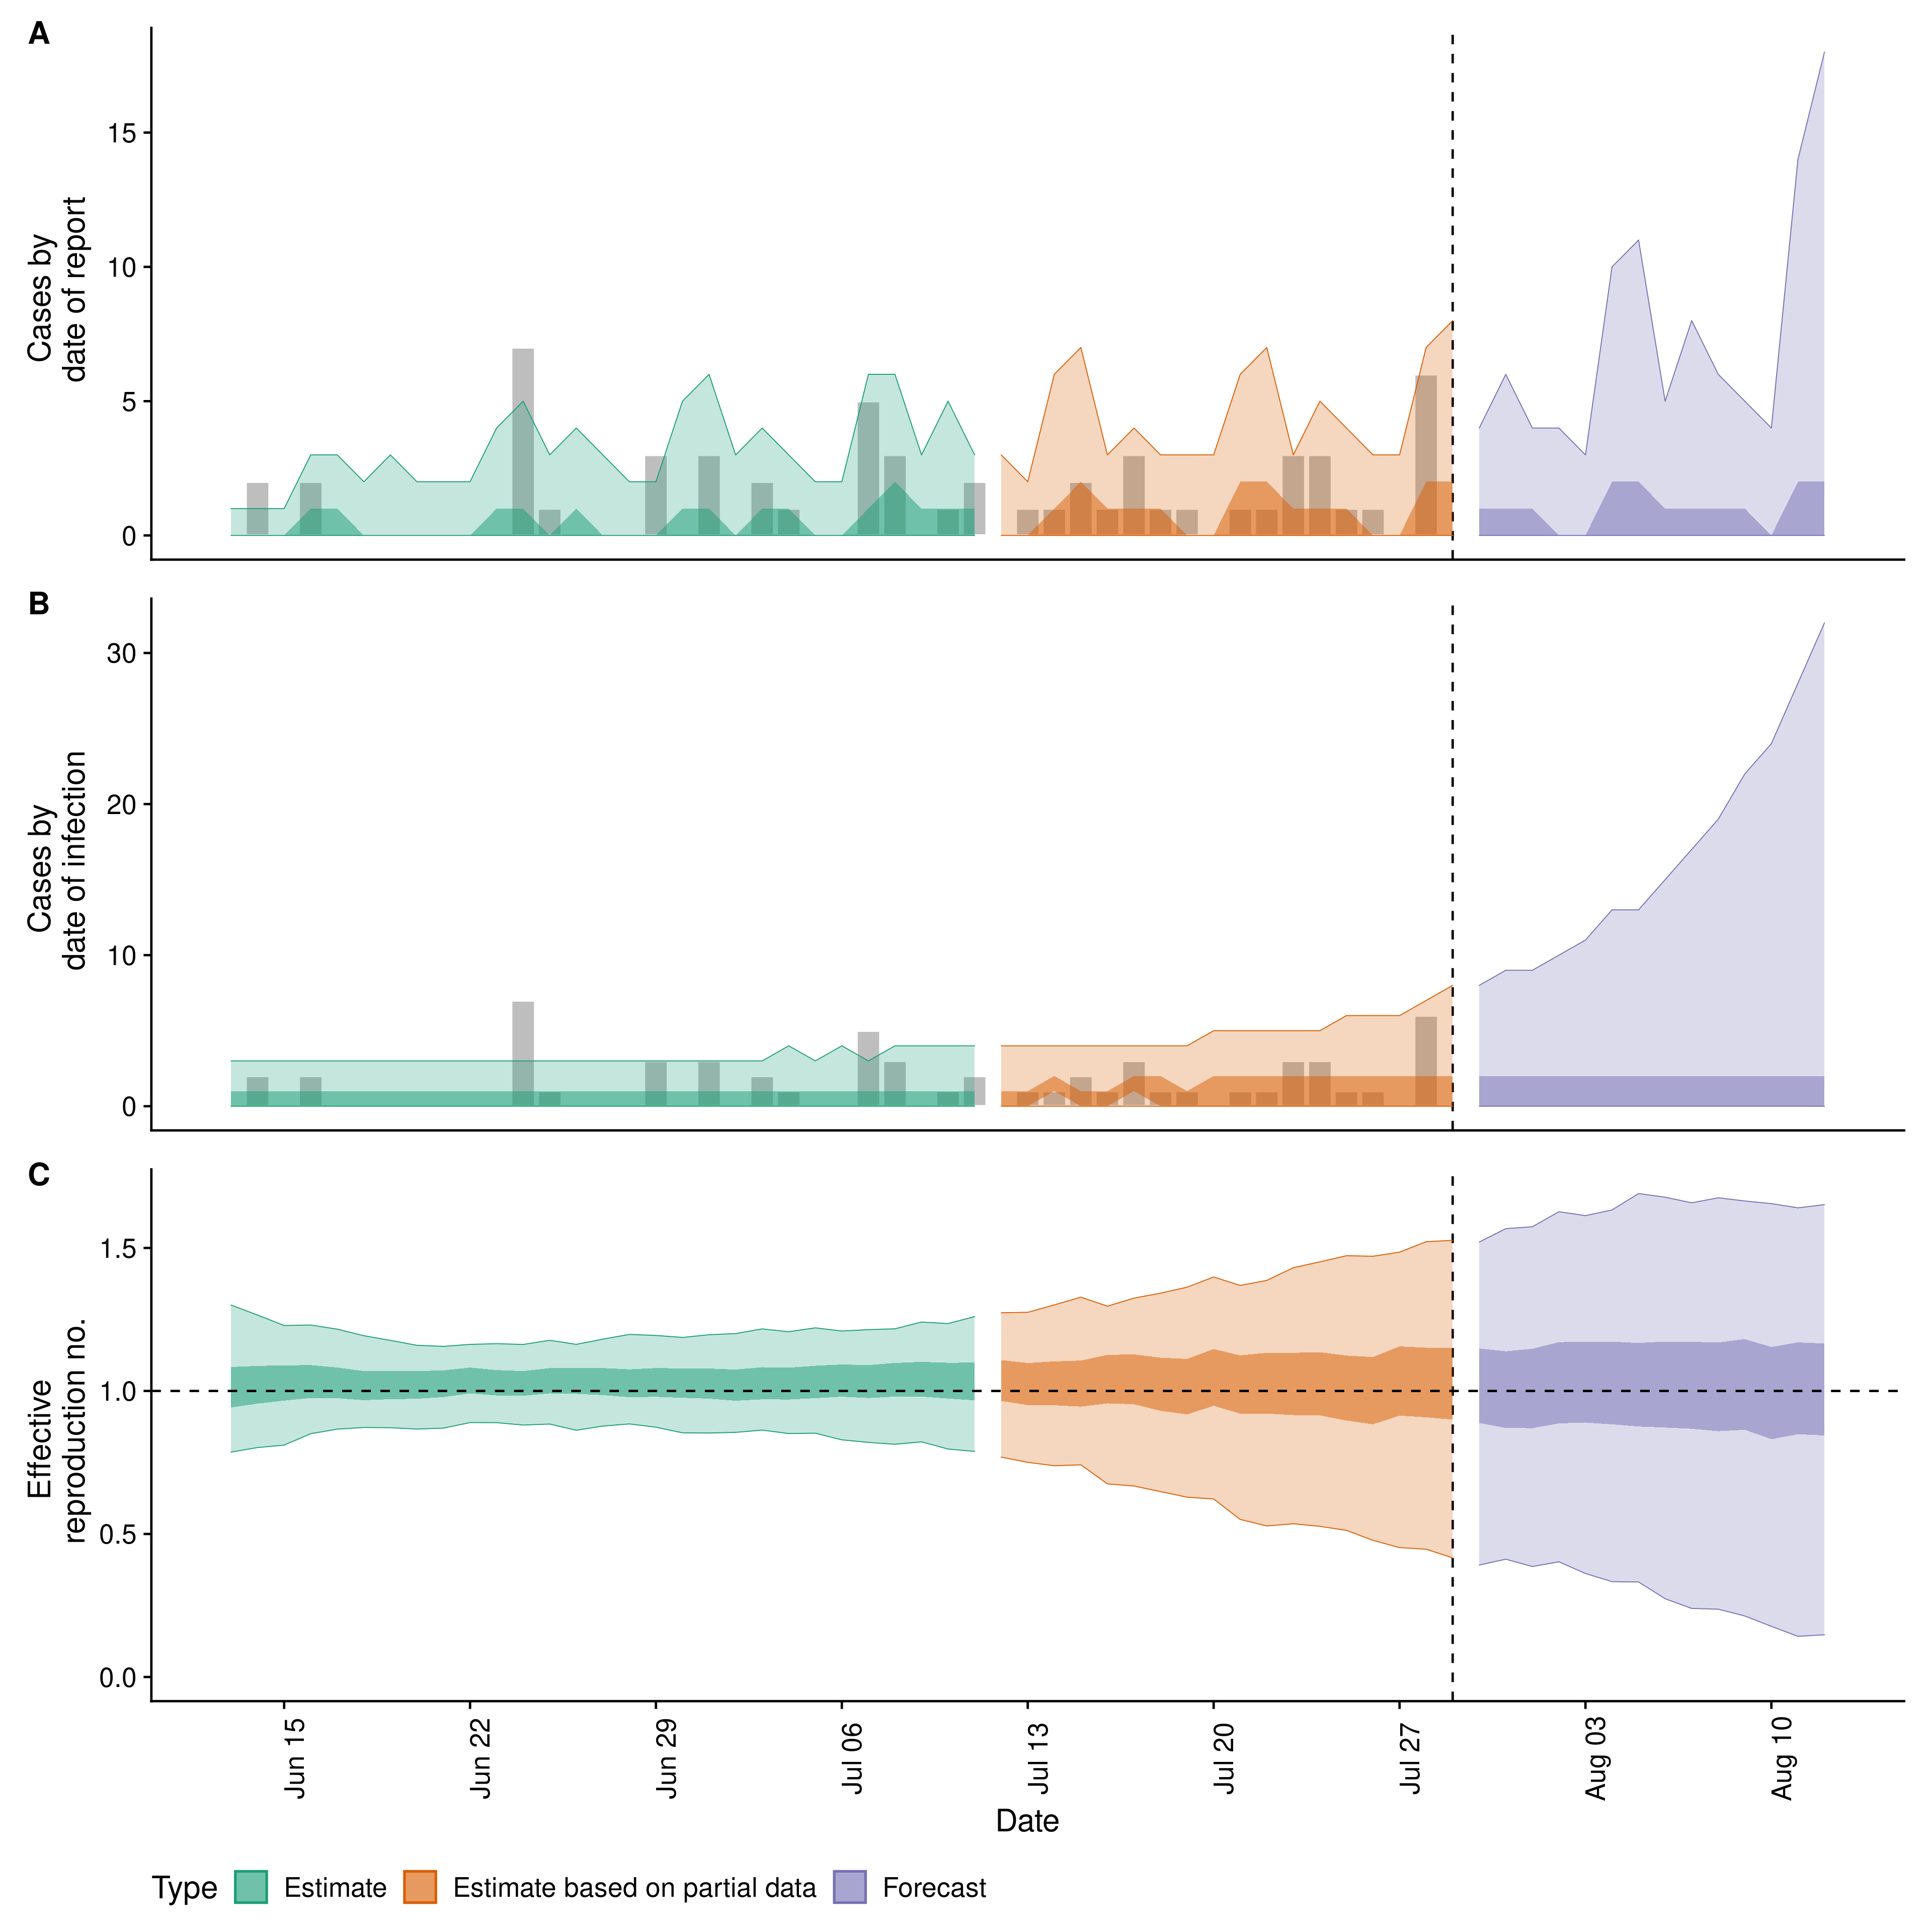 A
Cases by
date of report
15
10
5
0
B
Cases by
date of infection
30
20
10
0
C
Effective
reproduction no.
1.5
1.0
0.5
0.0
Jun 15
Jun 22
Jun 29
Jul 06
Jul 13
Jul 20
Jul 27
Aug 03
Aug 10
Date
Type Estimate Estimate based on partial data Forecast